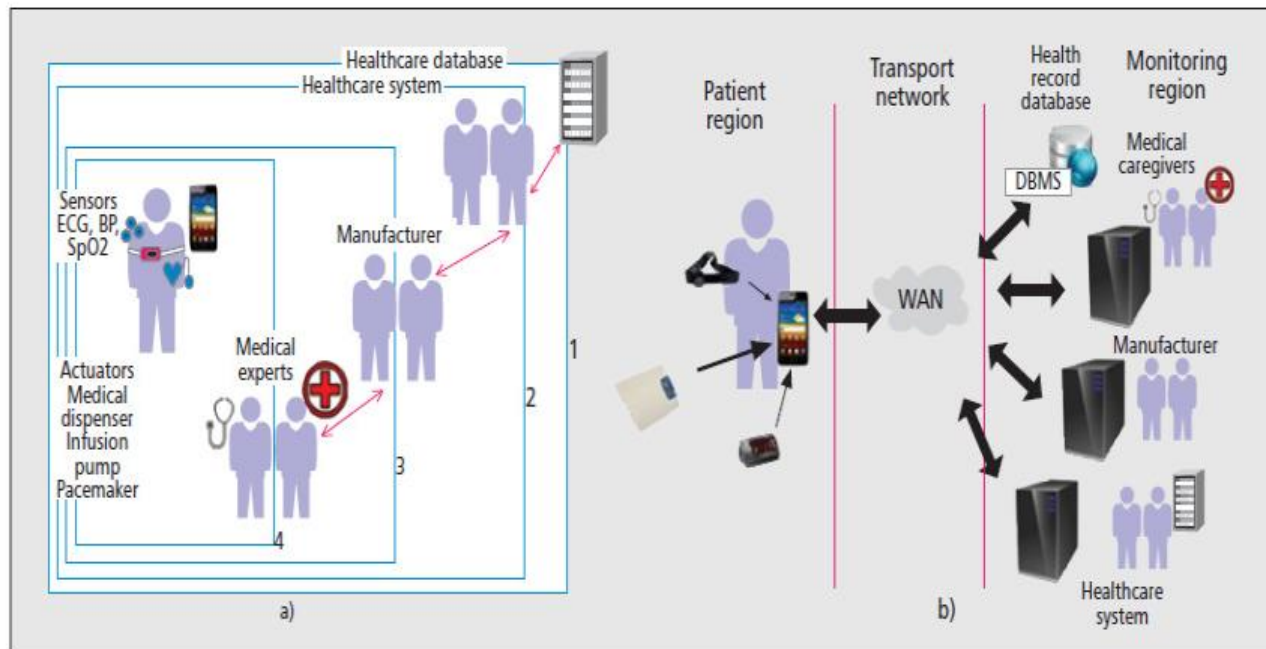 Healthcare database
Healthcare system
Sensors
ECG, BP,
SpO2
Manufacturer
Medical
experts
Actuators
Medical
dispenser
Infusion
pump
Pacemaker
1
2
3
4
a)
Patient
region
Transport
network
Health
record
database
Monitoring
region
DBMS
Medical
caregivers
WAN
Manufacturer
Healthcare
system
b)